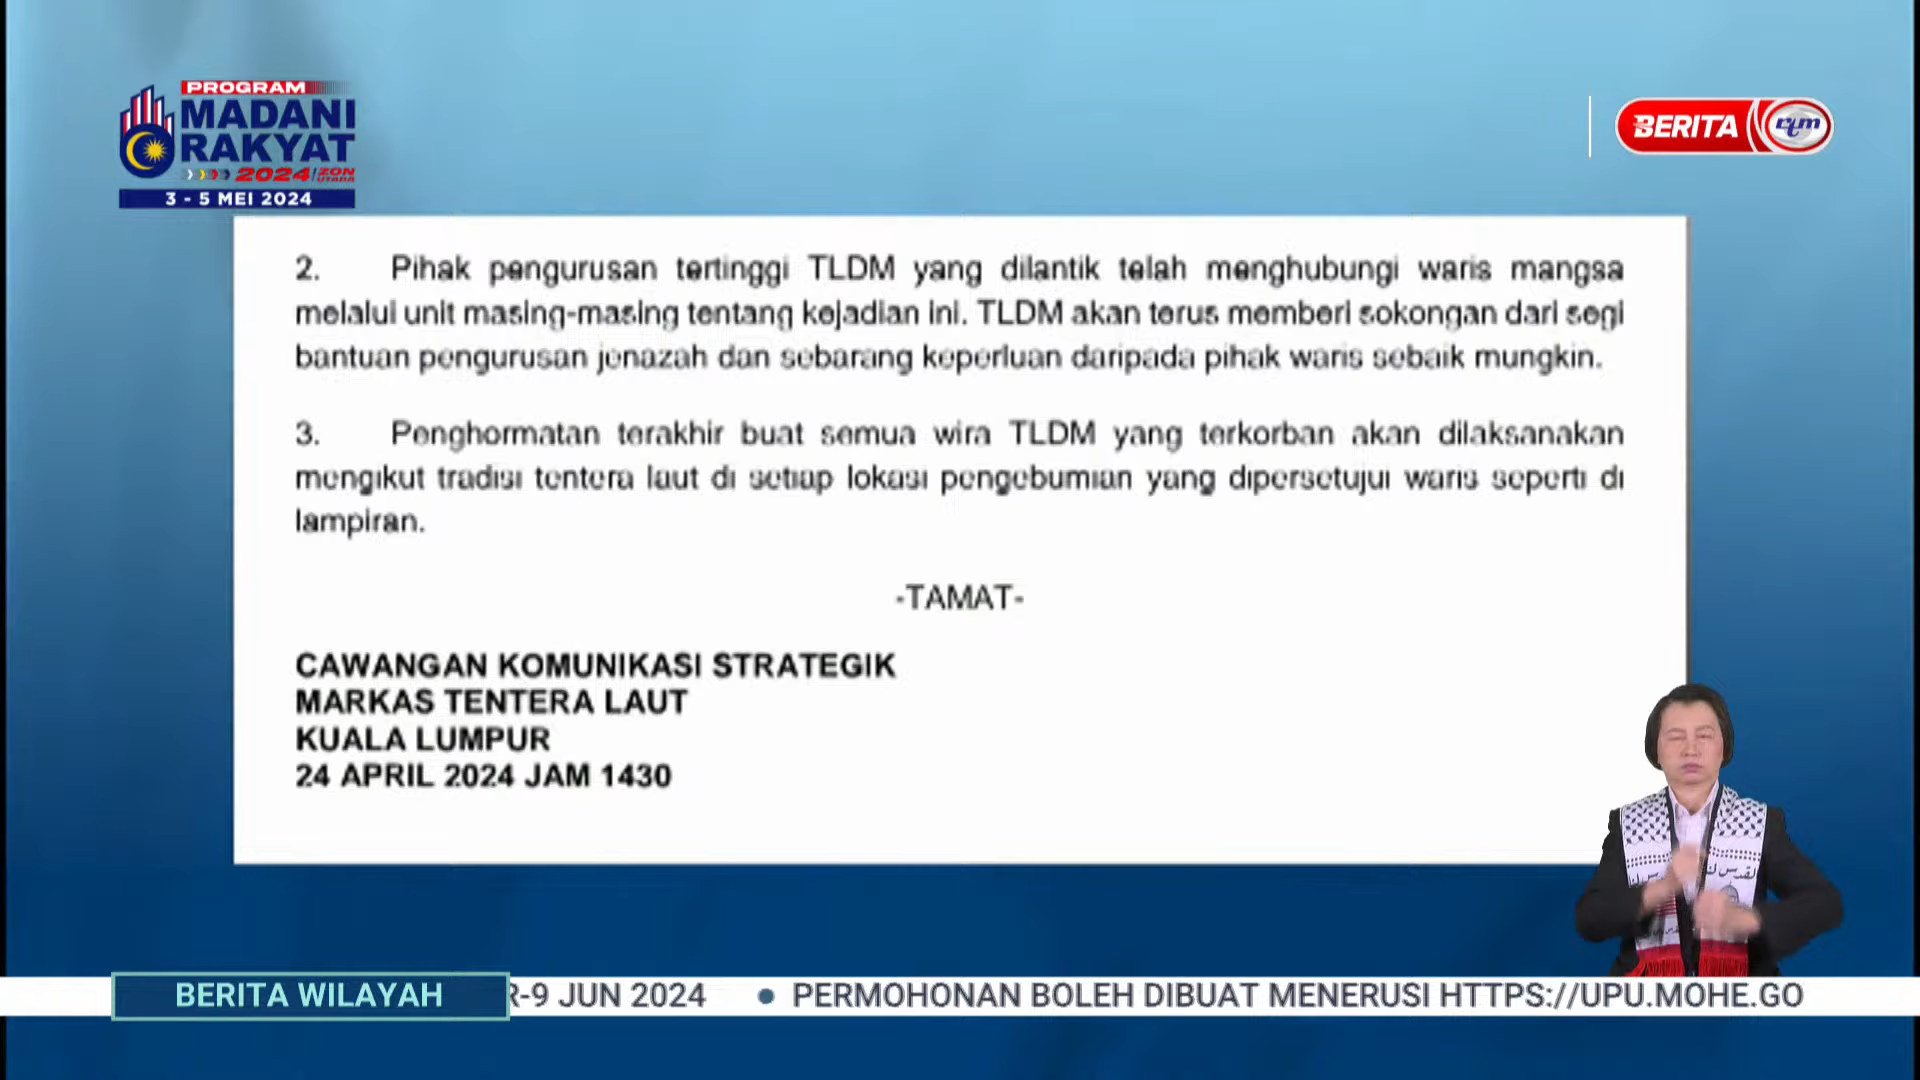 PROGRAM
MADANI
RAKYAT
2024 ZON UTARA
3 - 5 MEI 2024
BERITA rtm
2. Pihak pengurusan tertinggi TLDM yang dilantik telah menghubungi waris mangsa
melalui unit masing-masing tentang kejadian ini. TLDM akan terus memberi sokongan dari segi
bantuan pengurusan jenazah dan sebarang keperluan daripada pihak waris sebaik mungkin.
3. Penghormatan terakhir buat semua wira TLDM yang terkorban akan dilaksanakan
mengikut tradisi tentera laut di setiap lokasi pengebumian yang dipersetujui waris seperti di
lampiran.
-TAMAT-
CAWANGAN KOMUNIKASI STRATEGIK
MARKAS TENTERA LAUT
KUALA LUMPUR
24 APRIL 2024 JAM 1430
BERITA WILAYAH R-9 JUN 2024 • PERMOHONAN BOLEH DIBUAT MENERUSI HTTPS://UPU.MOHE.GO